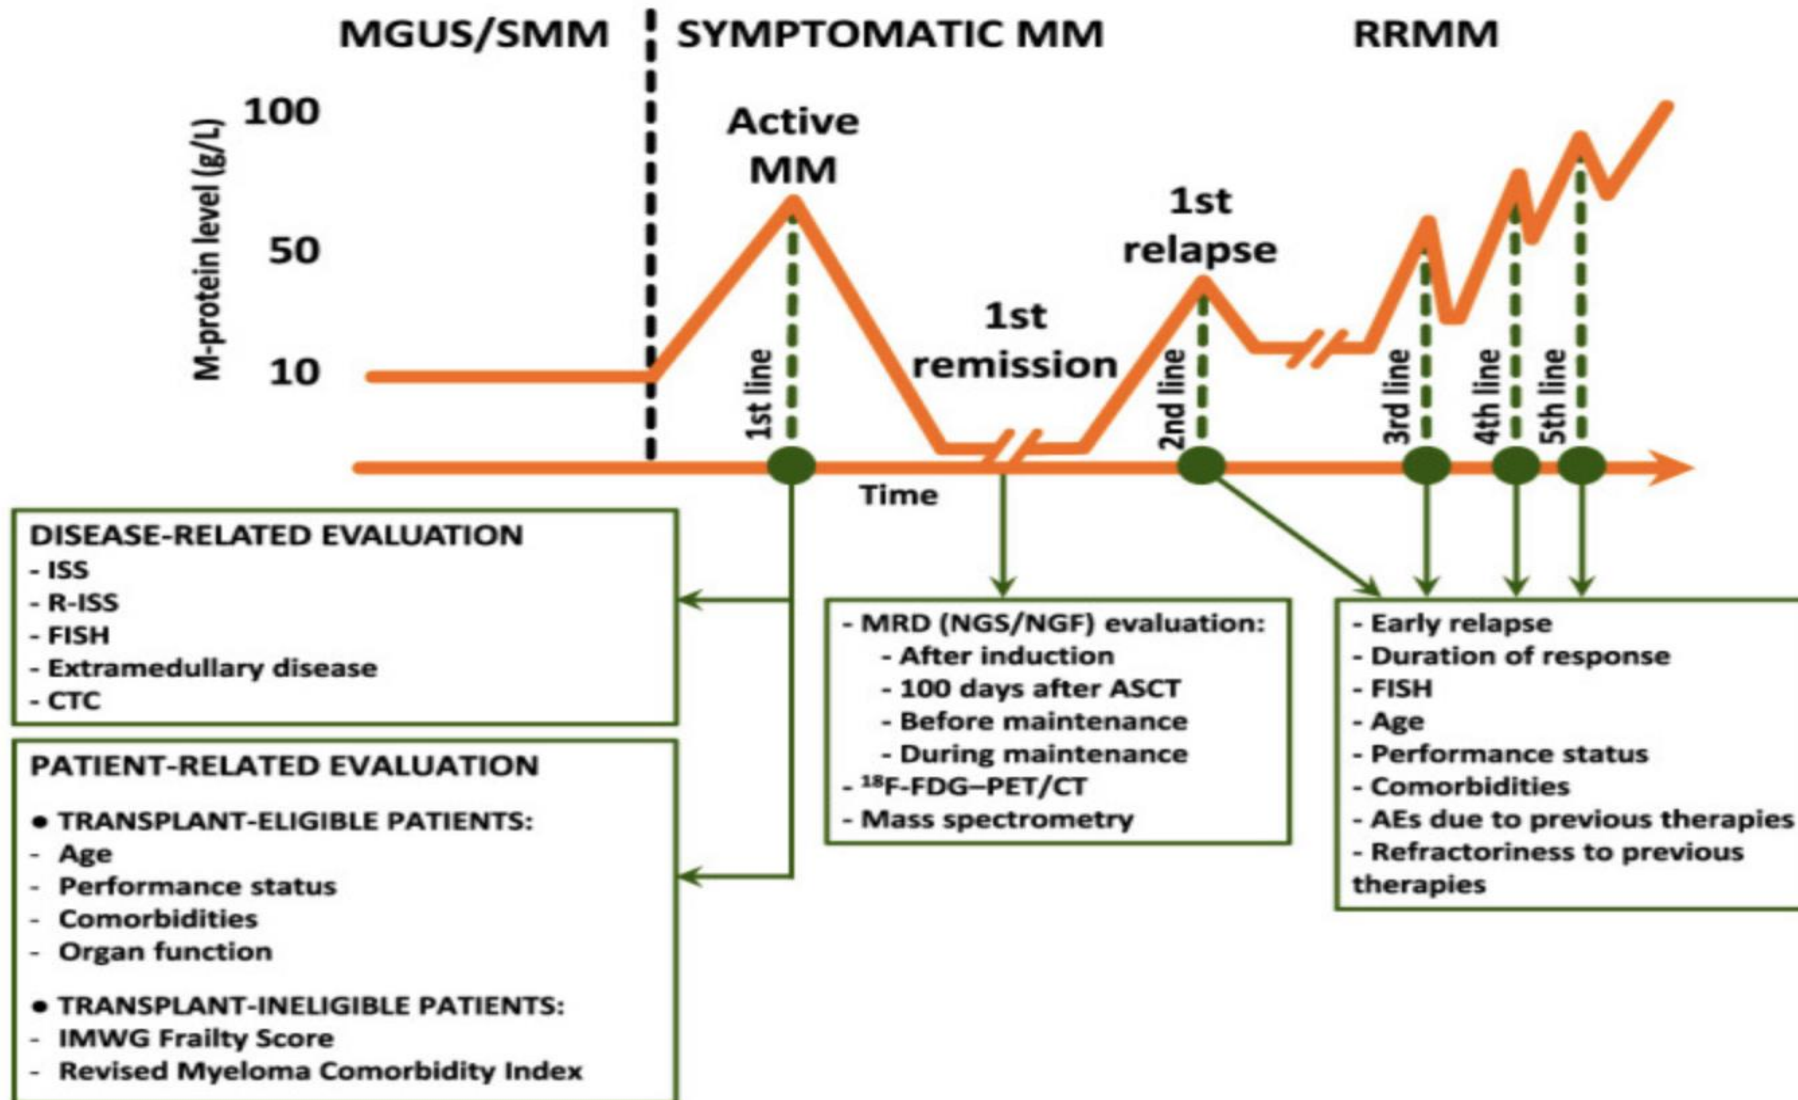 MGUS/SMM
SYMPTOMATIC MM
RRMM
M-protein level (g/L)
100
50
10
Active
MM
1st
remission
1st
relapse
1st line
2nd line
3rd line
4th line
5th line
Time
DISEASE-RELATED EVALUATION
- ISS
- R-ISS
- FISH
- Extramedullary disease
- CTC
PATIENT-RELATED EVALUATION
● TRANSPLANT-ELIGIBLE PATIENTS:
- Age
- Performance status
- Comorbidities
- Organ function
● TRANSPLANT-INELIGIBLE PATIENTS:
- IMWG Frailty Score
- Revised Myeloma Comorbidity Index
- MRD (NGS/NGF) evaluation:
- After induction
- 100 days after ASCT
- Before maintenance
- During maintenance
- ¹⁸F-FDG–PET/CT
- Mass spectrometry
- Early relapse
- Duration of response
- FISH
- Age
- Performance status
- Comorbidities
- AEs due to previous therapies
- Refractoriness to previous
therapies